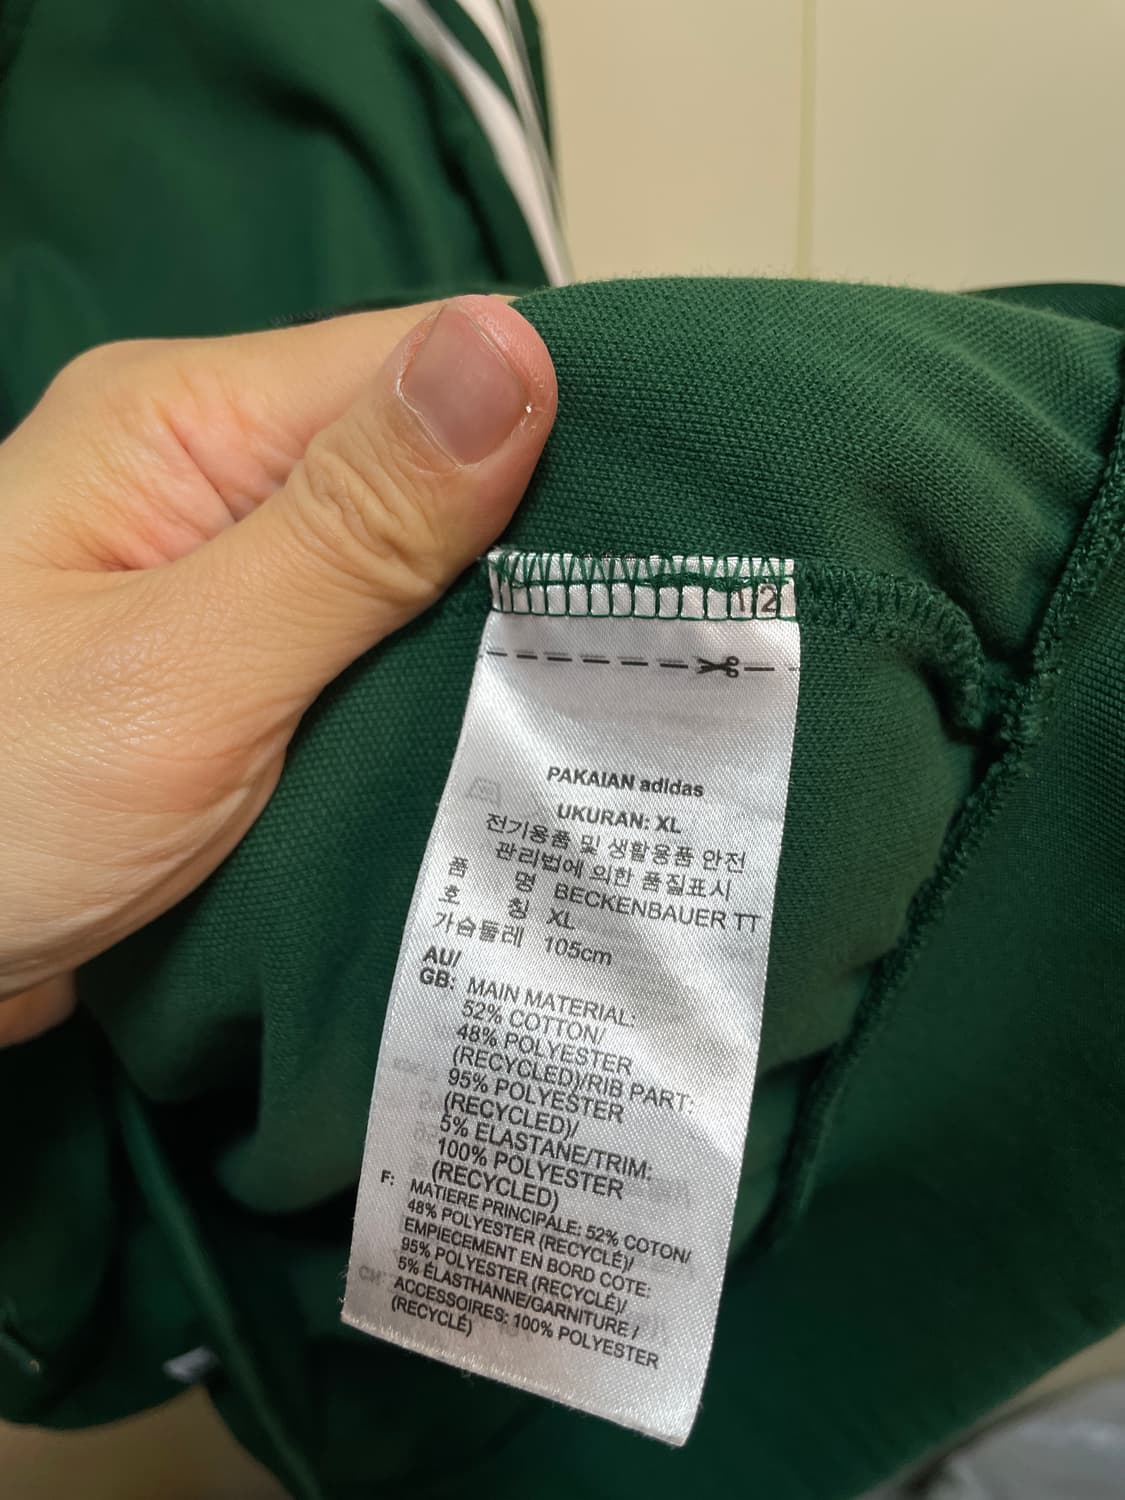 12
PAKAIAN adidas
UKURAN: XL
전기용품 및 생활용품 안전
관리법에 의한 품질표시
품 명 BECKENBAUER TT
호 칭 XL
가슴둘레 105cm
AU/
GB: MAIN MATERIAL:
52% COTTON/
48% POLYESTER
(RECYCLED)/RIB PART:
95% POLYESTER
(RECYCLED)/
5% ELASTANE/TRIM:
100% POLYESTER
(RECYCLED)
F: MATIERE PRINCIPALE: 52% COTON/
48% POLYESTER (RECYCLÉ)/
EMPIECEMENT EN BORD COTE:
95% POLYESTER (RECYCLÉ)/
5% ÉLASTHANNE/GARNITURE /
ACCESSOIRES: 100% POLYESTER
(RECYCLÉ)